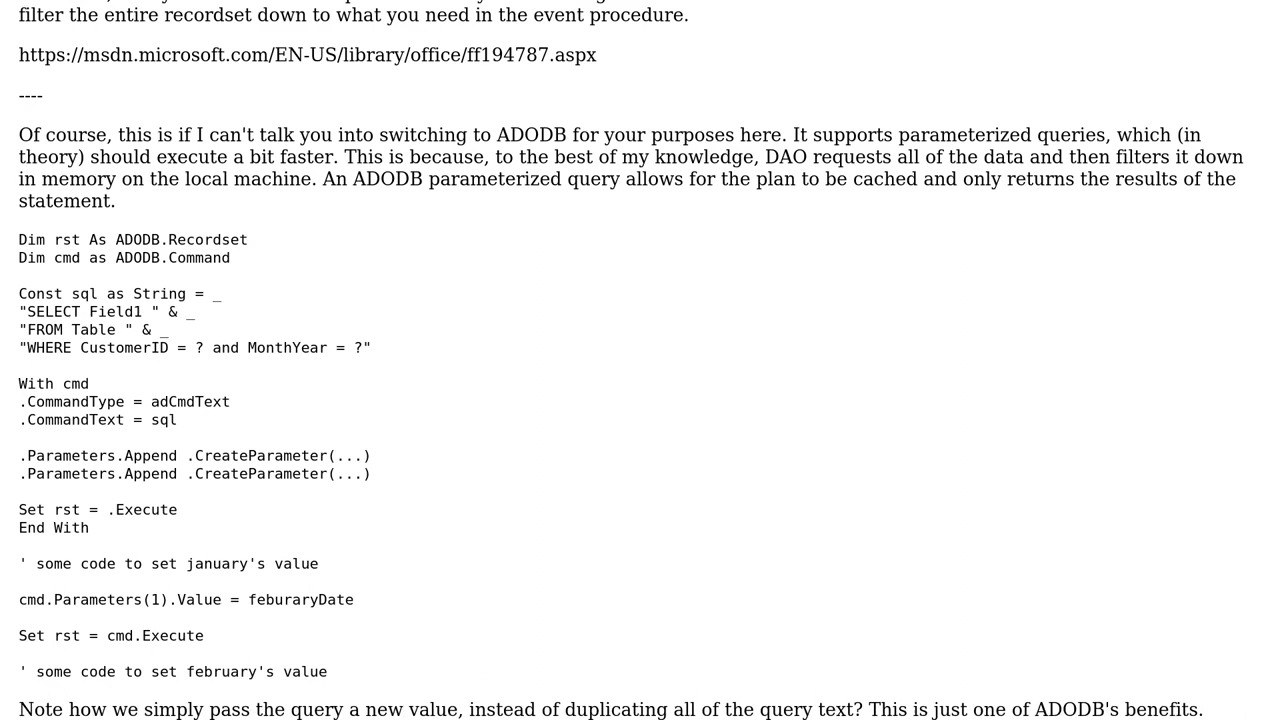 filter the entire recordset down to what you need in the event procedure.
https://msdn.microsoft.com/EN-US/library/office/ff194787.aspx
----
Of course, this is if I can't talk you into switching to ADODB for your purposes here. It supports parameterized queries, which (in
theory) should execute a bit faster. This is because, to the best of my knowledge, DAO requests all of the data and then filters it down
in memory on the local machine. An ADODB parameterized query allows for the plan to be cached and only returns the results of the
statement.
Dim rst As ADODB.Recordset
Dim cmd as ADODB.Command
Const sql as String = _
"SELECT Field1 " & _
"FROM Table " & _
"WHERE CustomerID = ? and MonthYear = ?"
With cmd
.CommandType = adCmdText
.CommandText = sql
.Parameters.Append .CreateParameter(...)
.Parameters.Append .CreateParameter(...)
Set rst = .Execute
End With
' some code to set january's value
cmd.Parameters(1).Value = feburaryDate
Set rst = cmd.Execute
' some code to set february's value
Note how we simply pass the query a new value, instead of duplicating all of the query text? This is just one of ADODB's benefits.